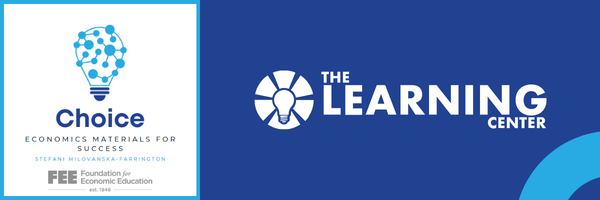 Choice
ECONOMICS MATERIALS FOR
SUCCESS
STEFANI MILOVANSKA-FARRINGTON
FEE Foundation for
Economic Education
est. 1946
THE
LEARNING
CENTER